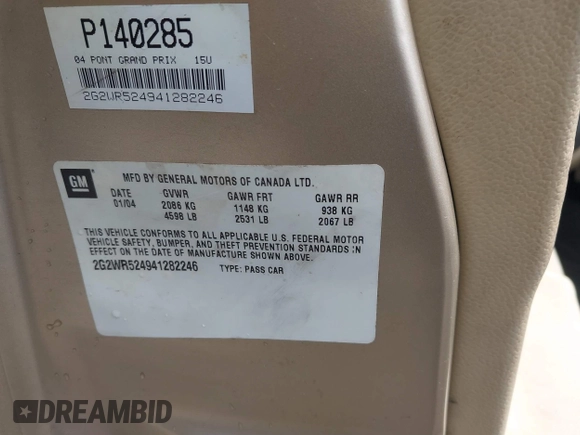 P140285
04 PONT GRAND PRIX 15U
2G2WR524941282246
GM
MFD BY GENERAL MOTORS OF CANADA LTD.
DATE GVWR GAWR FRT GAWR RR
01/04 2086 KG 1148 KG 938 KG
4598 LB 2531 LB 2067 LB
THIS VEHICLE CONFORMS TO ALL APPLICABLE U.S. FEDERAL MOTOR
VEHICLE SAFETY, BUMPER, AND THEFT PREVENTION STANDARDS IN
EFFECT ON THE DATE OF MANUFACTURE SHOWN ABOVE.
2G2WR524941282246 TYPE: PASS CAR
DREAMBID